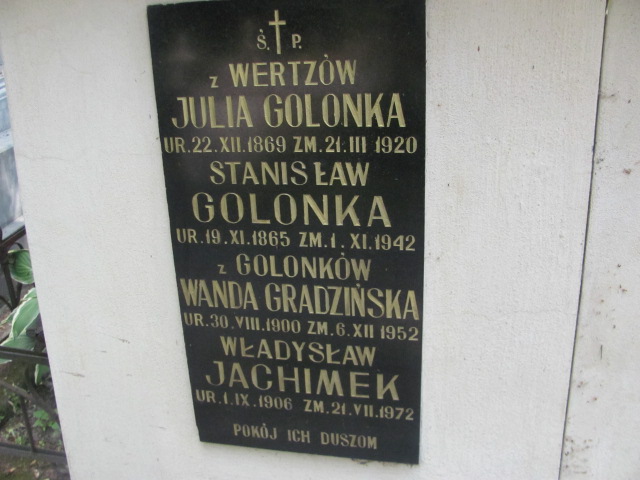 Ś. P.
z WERTZÓW
JULIA GOLONKA
UR. 22. XII. 1869 ZM. 21. III 1920
STANISŁAW
GOLONKA
UR. 19. XI. 1865 ZM. 1. XI. 1942
z GOLONKÓW
WANDA GRADZIŃSKA
UR. 30. VIII. 1900 ZM. 6. XII 1952
WŁADYSŁAW
JACHIMEK
UR. 1. IX. 1906 ZM. 21. VII. 1972
POKÓJ ICH DUSZOM